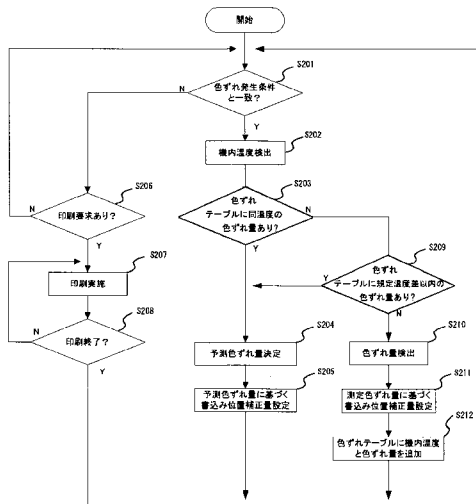 開始
S201
色ずれ発生条件
と一致？
N
Y
S202
機内温度検出
S203
色ずれ
テーブルに同温度の
色ずれ量あり？
N
Y
S206
印刷要求あり？
N
Y
S207
印刷実施
S208
印刷終了？
N
Y
S209
色ずれ
テーブルに規定温度差以内の
色ずれ量あり？
Y
N
S204
予測色ずれ量決定
S205
予測色ずれ量に基づく
書込み位置補正量設定
S210
色ずれ量検出
S211
測定色ずれ量に基づく
書込み位置補正量設定
S212
色ずれテーブルに機内温度
と色ずれ量を追加